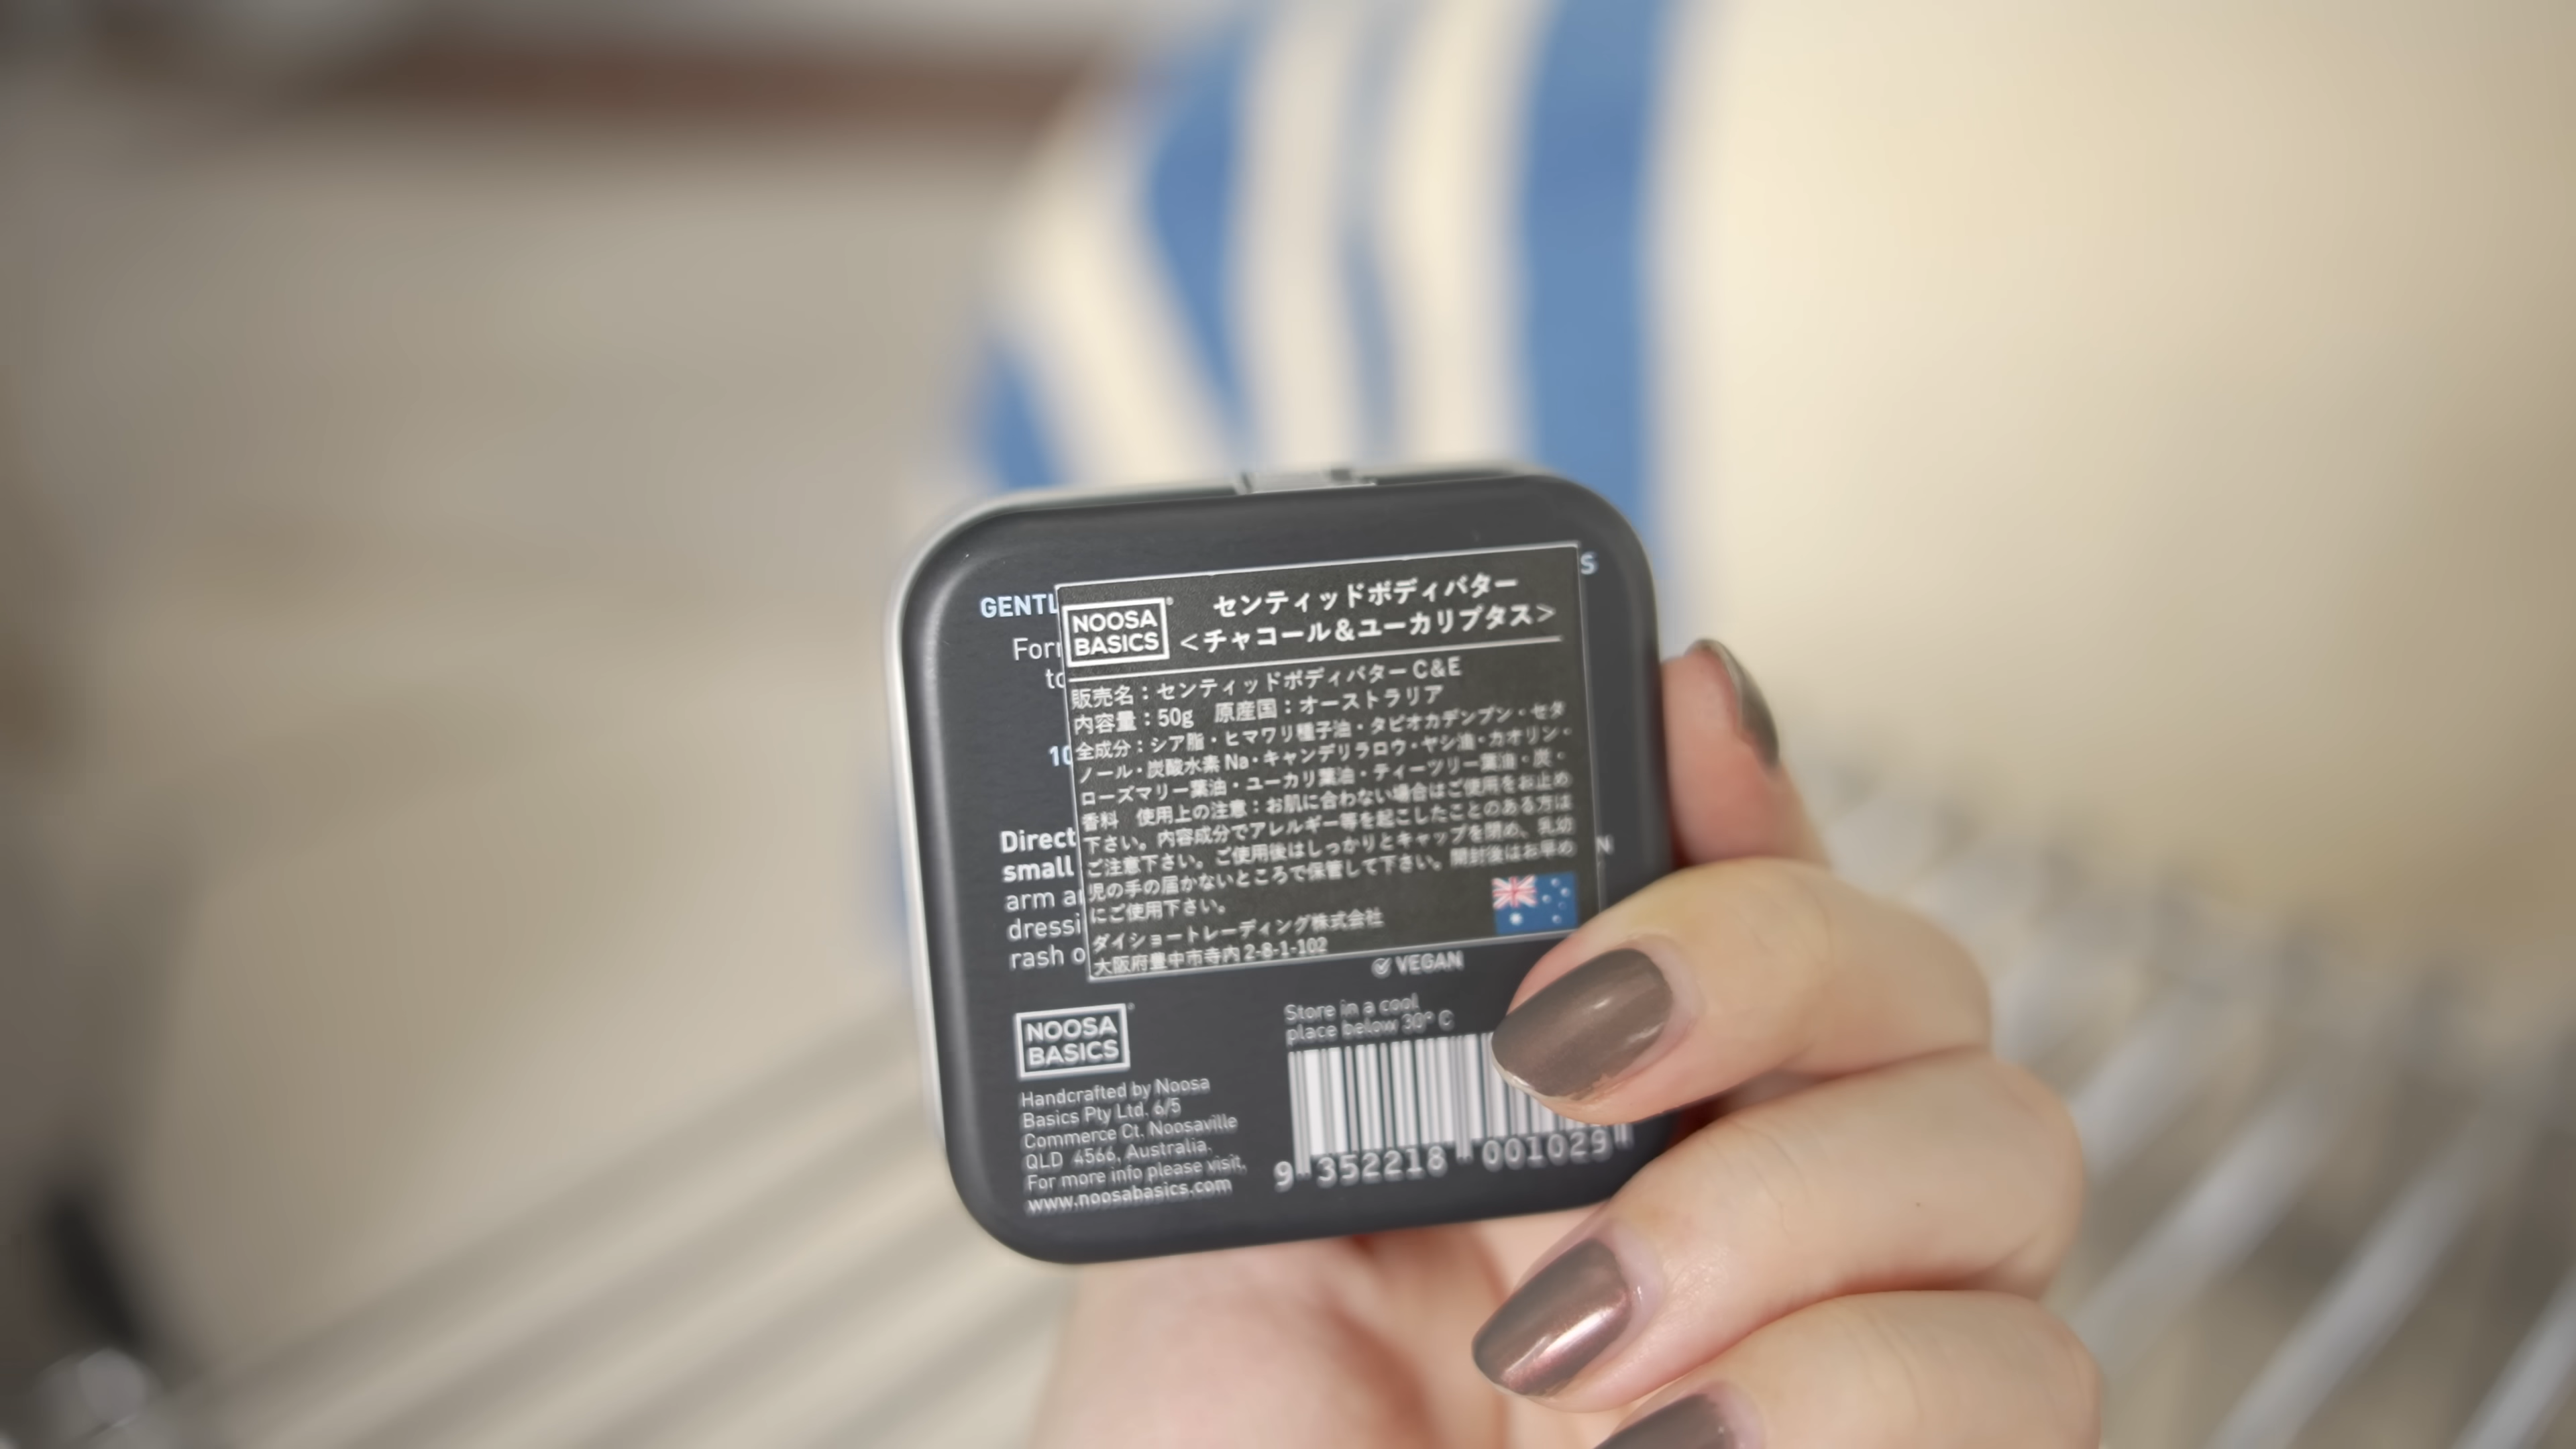 GENTL
S
Forr
to
10
Direct
small
arm a
dressi
rash o
N
NOOSA
BASICS
センティッドボディバター
＜チャコール＆ユーカリプタス＞
販売名：センティッドボディバター C&E
内容量：50g　原産国：オーストラリア
全成分：シア脂・ヒマワリ種子油・タピオカデンプン・セタ
ノール・炭酸水素 Na・キャンデリラロウ・ヤシ油・カオリン・
ローズマリー葉油・ユーカリ葉油・ティーツリー葉油・炭・
香料　使用上の注意：お肌に合わない場合はご使用をお止め
下さい。内容成分でアレルギー等を起こしたことのある方は
ご注意下さい。ご使用後はしっかりとキャップを閉め、乳幼
児の手の届かないところで保管して下さい。開封後はお早め
にご使用下さい。
ダイショートレーディング株式会社
大阪府豊中市寺内 2-8-1-102
VEGAN
NOOSA
BASICS
Handcrafted by Noosa
Basics Pty Ltd. 6/5
Commerce Ct. Noosaville
QLD 4566, Australia.
For more info please visit.
www.noosabasics.com
Store in a cool
place below 30° C
9 352218 001029